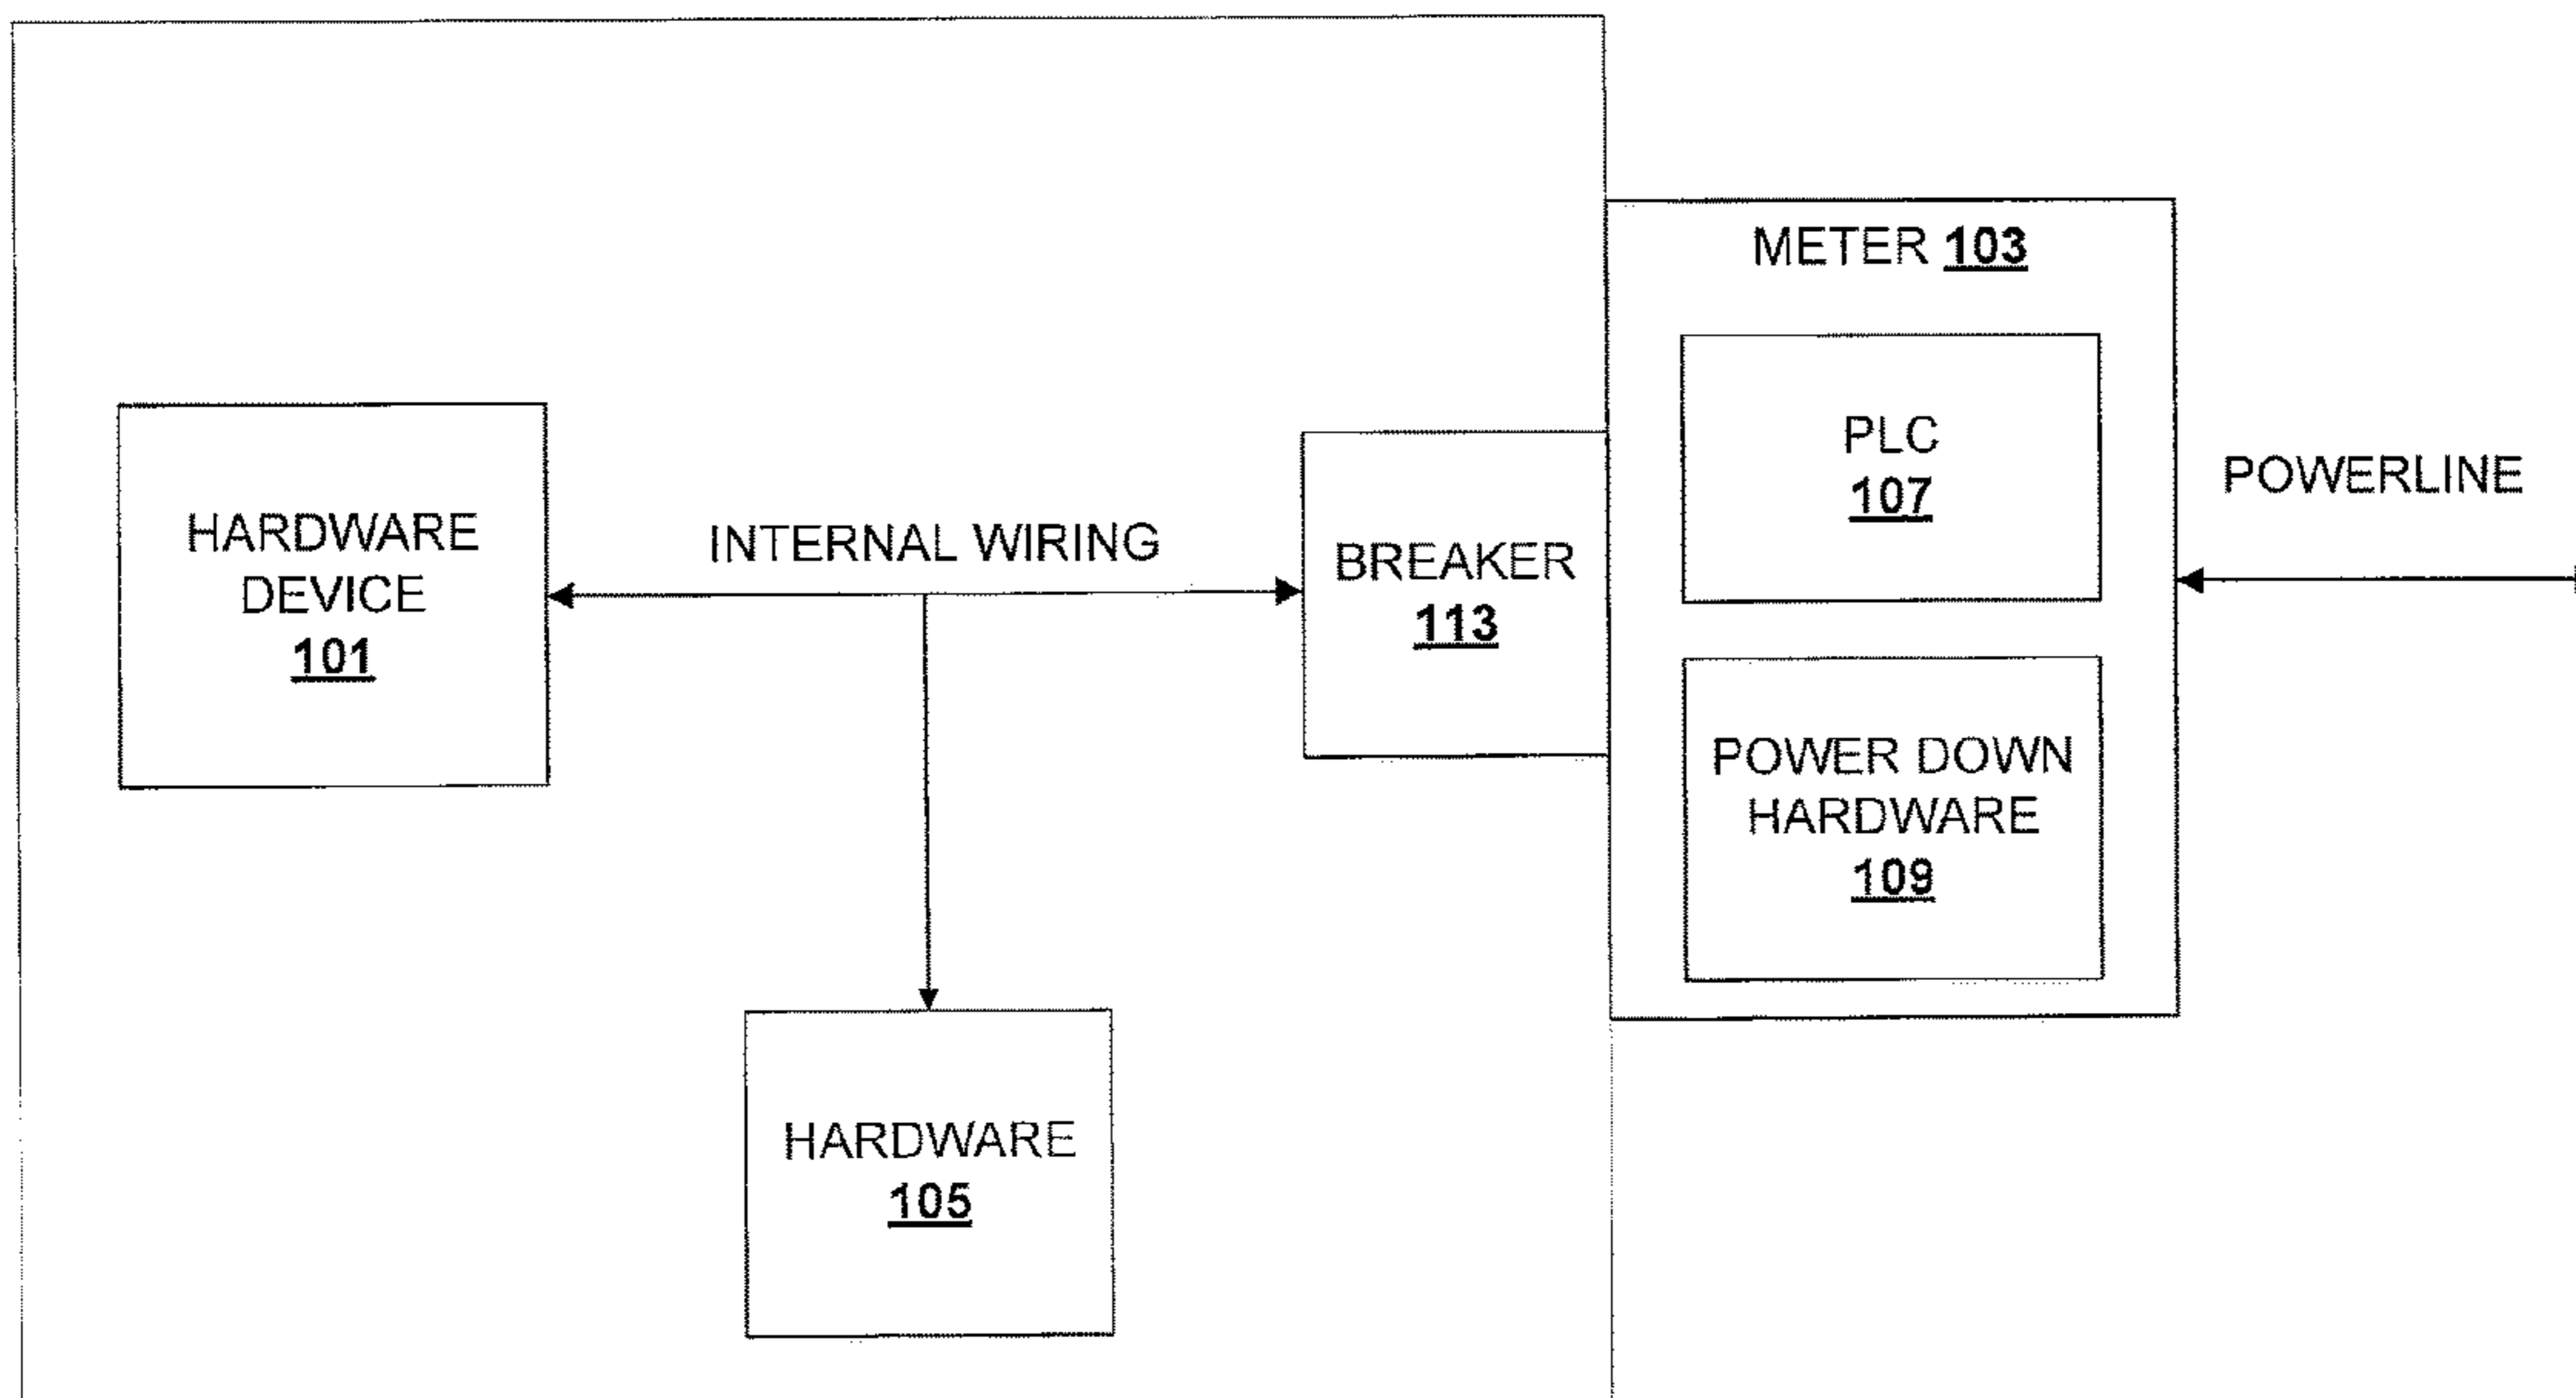 METER 103
PLC
107
POWERLINE
HARDWARE
DEVICE
101
INTERNAL WIRING
BREAKER
113
POWER DOWN
HARDWARE
109
HARDWARE
105